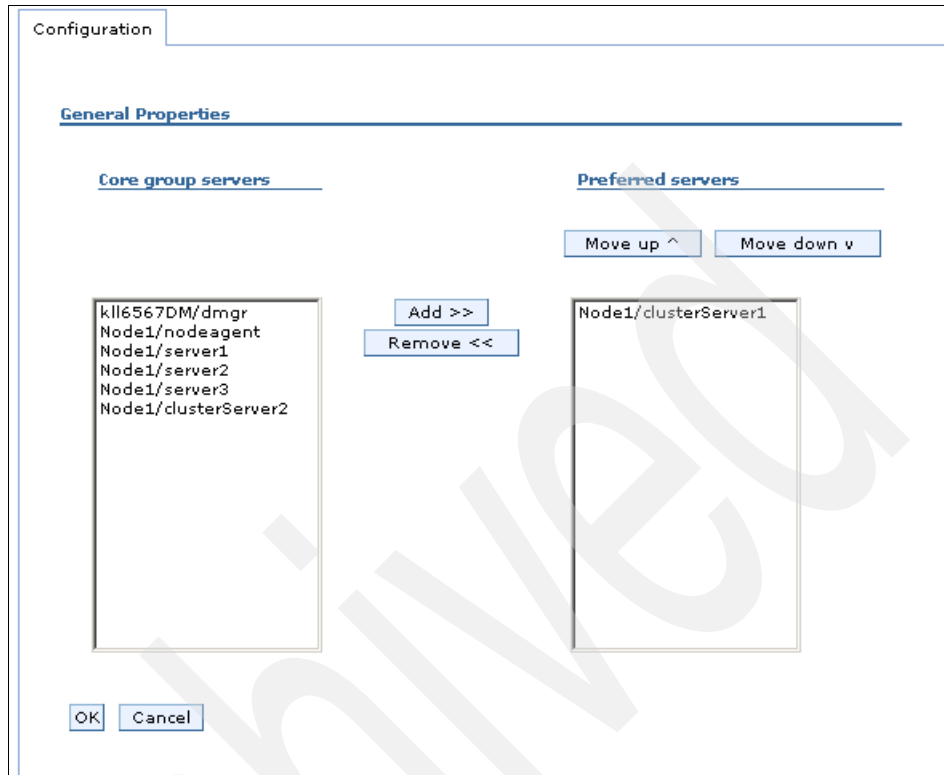 Configuration
General Properties
Core group servers
Preferred servers
Move up ^
Move down v
kll6567DM/dmgr
Node1/nodeagent
Node1/server1
Node1/server2
Node1/server3
Node1/clusterServer2
Add >>
Remove <<
Node1/clusterServer1
OK
Cancel
hived